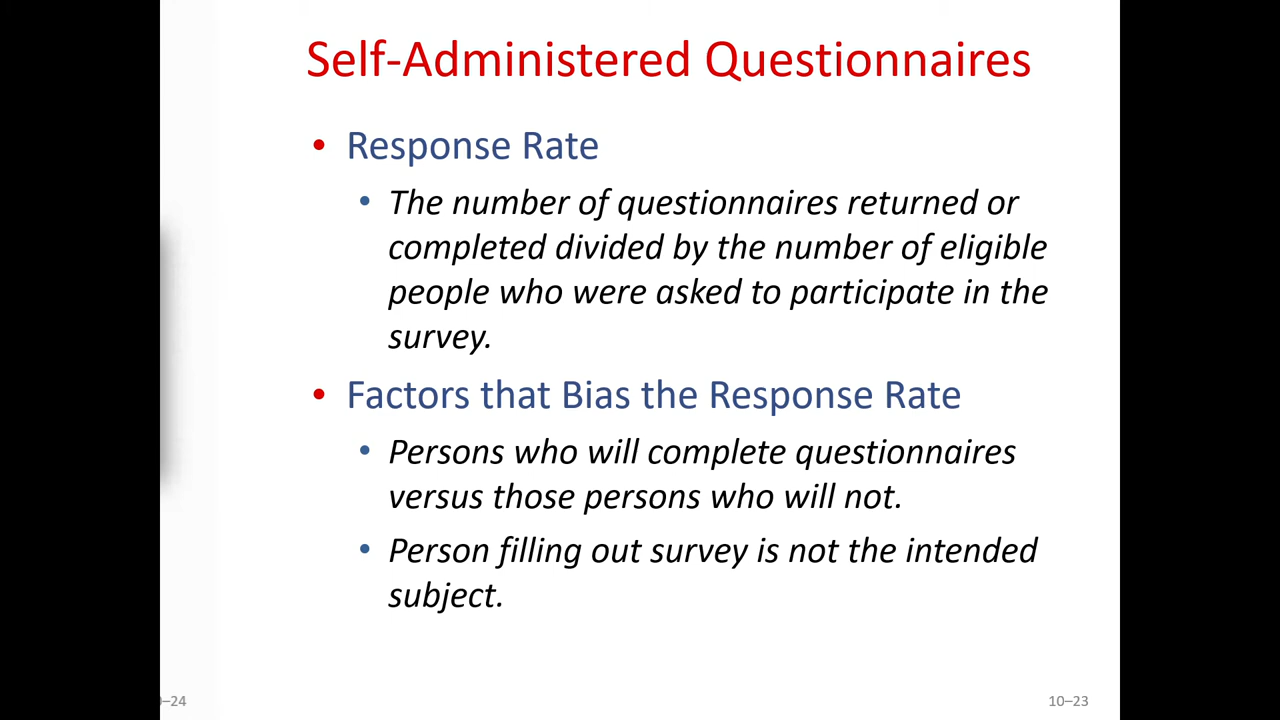 Self-Administered Questionnaires
• Response Rate
• The number of questionnaires returned or
completed divided by the number of eligible
people who were asked to participate in the
survey.
• Factors that Bias the Response Rate
• Persons who will complete questionnaires
versus those persons who will not.
• Person filling out survey is not the intended
subject.
–24
10–23